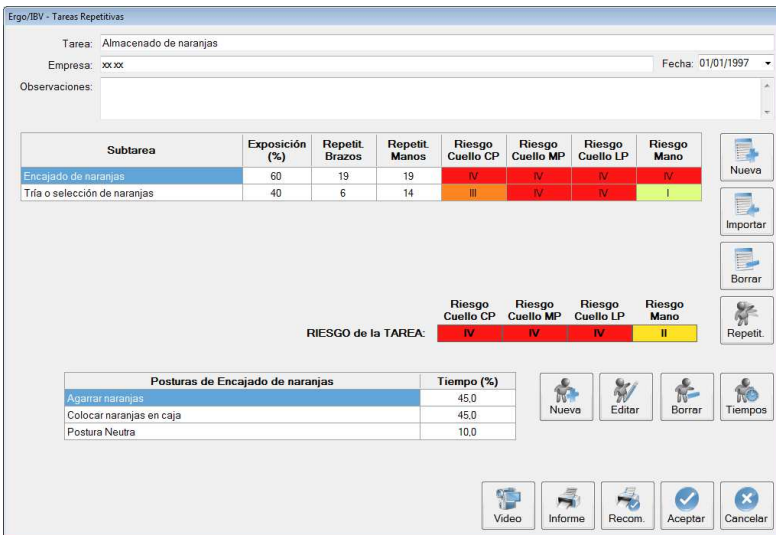 Ergo/IBV - Tareas Repetitivas
Tarea: Almacenado de naranjas
Empresa: xx xx Fecha: 01/01/1997
Observaciones:
Subtarea Exposición (%) Repetit. Brazos Repetit. Manos Riesgo Cuello CP Riesgo Cuello MP Riesgo Cuello LP Riesgo Mano
Encajado de naranjas 60 19 19 IV IV IV IV
Tría o selección de naranjas 40 6 14 III IV IV I
Nueva
Importar
Borrar
Riesgo Cuello CP Riesgo Cuello MP Riesgo Cuello LP Riesgo Mano
RIESGO de la TAREA: IV IV IV II
Repetit.
Posturas de Encajado de naranjas Tiempo (%)
Agarrar naranjas 45,0
Colocar naranjas en caja 45,0
Postura Neutra 10,0
Nueva Editar Borrar Tiempos
Video Informe Recom. Aceptar Cancelar